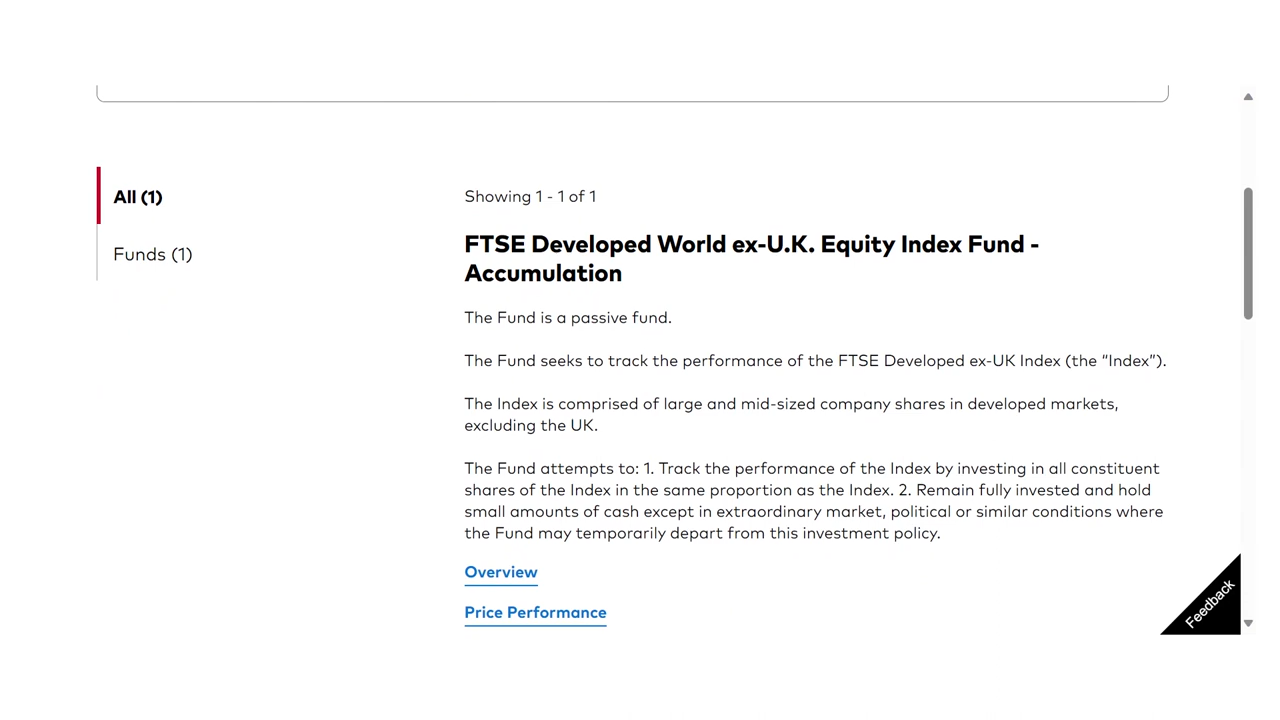 All (1)
Funds (1)
Showing 1 - 1 of 1
FTSE Developed World ex-U.K. Equity Index Fund -
Accumulation
The Fund is a passive fund.
The Fund seeks to track the performance of the FTSE Developed ex-UK Index (the “Index”).
The Index is comprised of large and mid-sized company shares in developed markets,
excluding the UK.
The Fund attempts to: 1. Track the performance of the Index by investing in all constituent
shares of the Index in the same proportion as the Index. 2. Remain fully invested and hold
small amounts of cash except in extraordinary market, political or similar conditions where
the Fund may temporarily depart from this investment policy.
Overview
Price Performance
Feedback